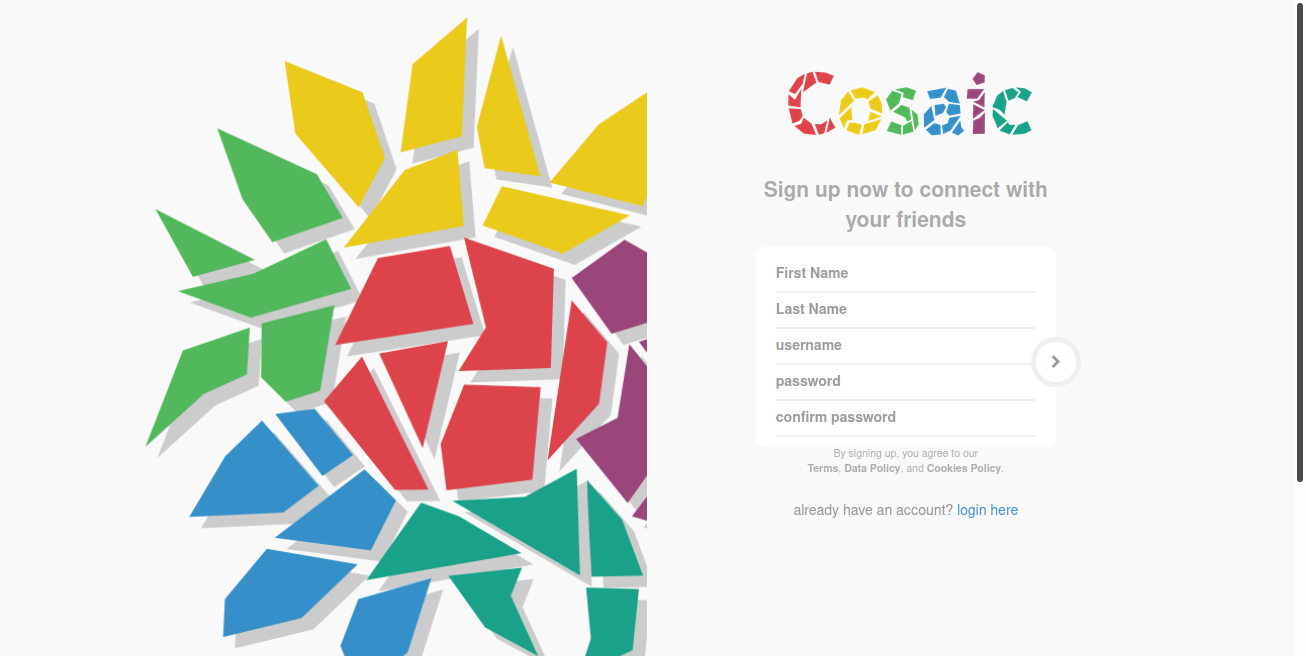 Cosaic
Sign up now to connect with
your friends
First Name
Last Name
username
password
confirm password
By signing up, you agree to our
Terms, Data Policy, and Cookies Policy.
already have an account? login here